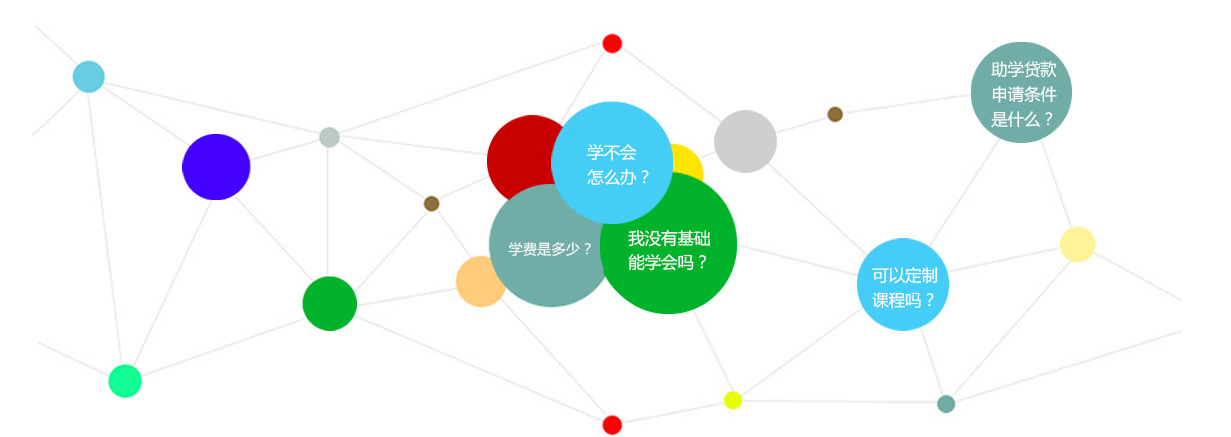 学不会
怎么办？
学费是多少？
我没有基础
能学会吗？
可以定制
课程吗？
助学贷款
申请条件
是什么？